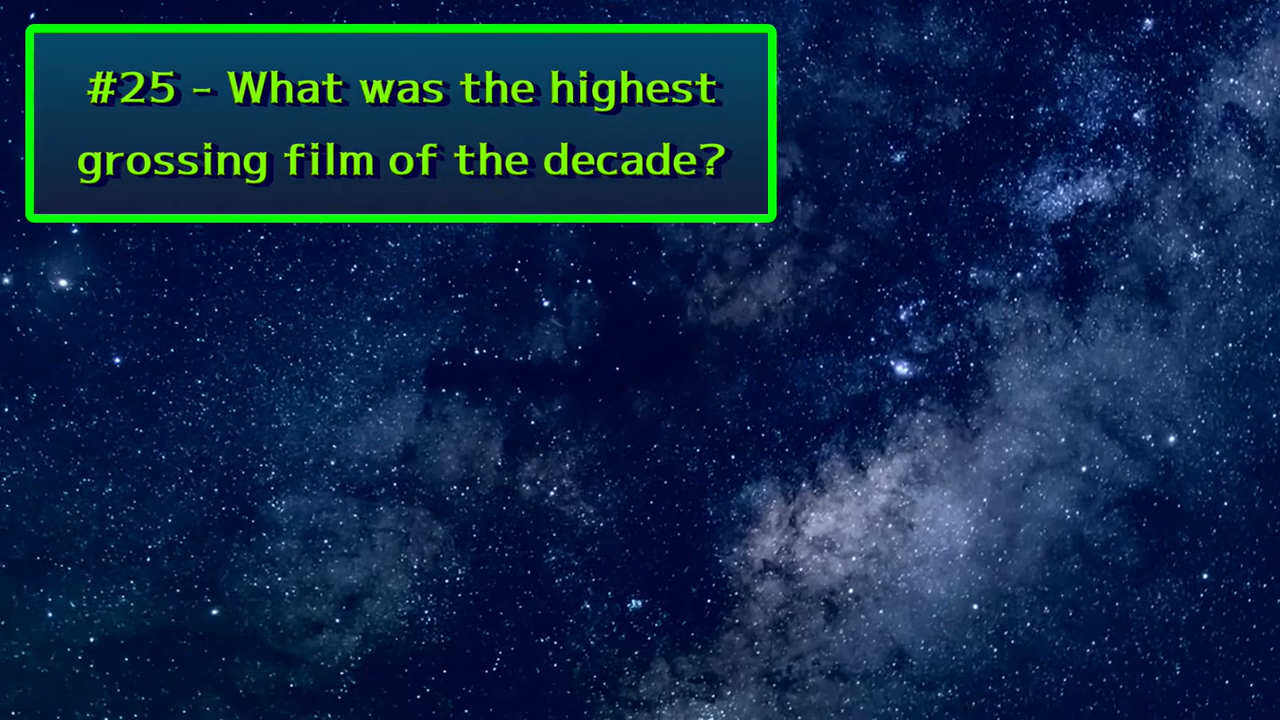 #25 - What was the highest
grossing film of the decade?